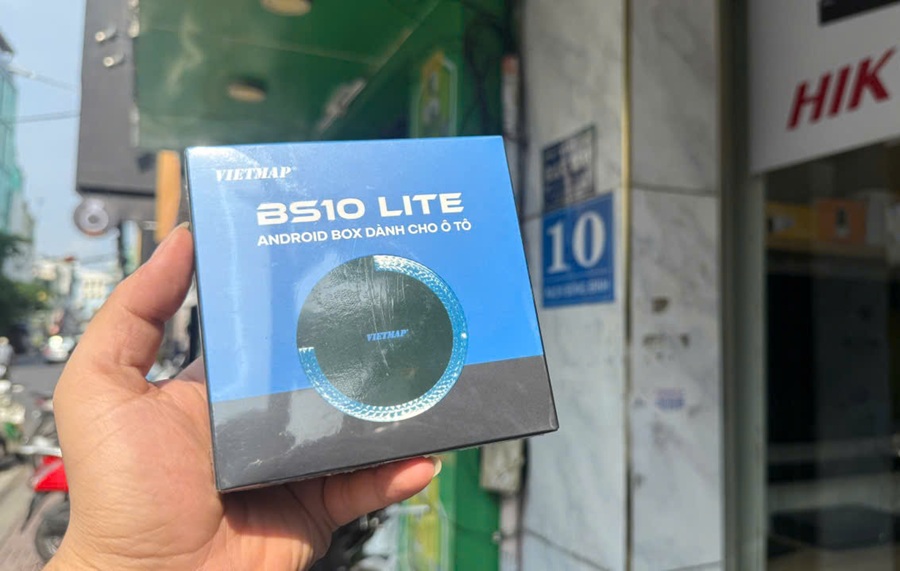 VIETMAP
BS10 LITE
ANDROID BOX DÀNH CHO Ô TÔ
VIETMAP
10
HIK